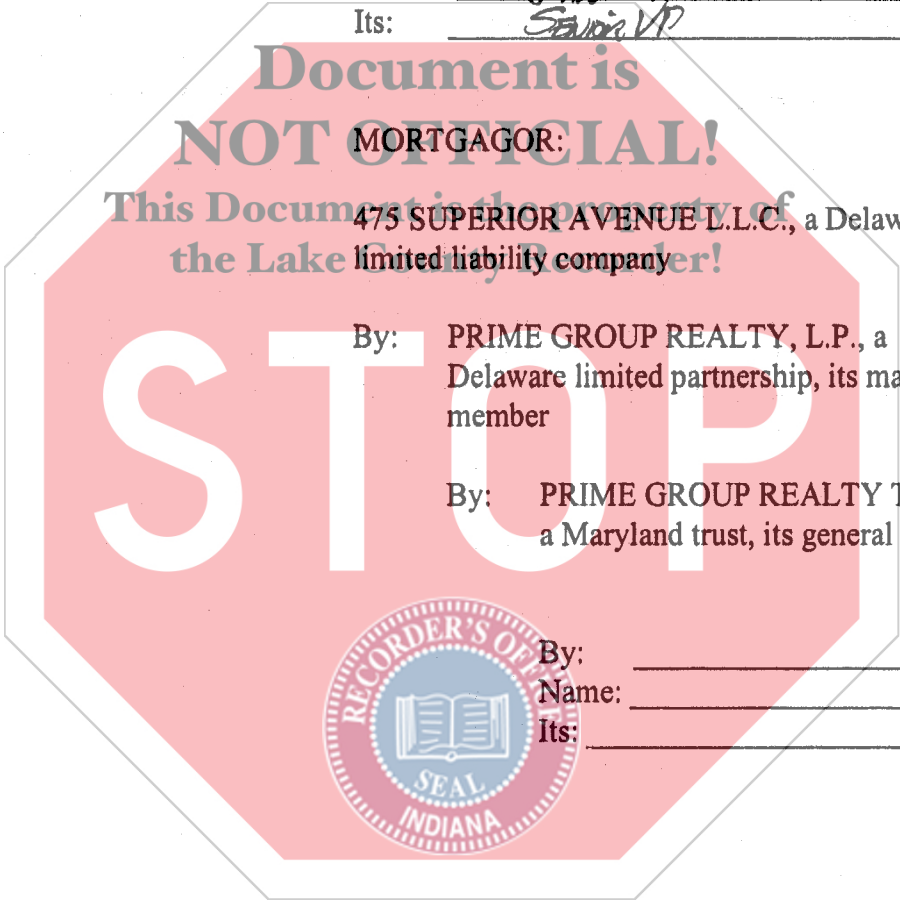 Its: Senior VP
Document is
NOT OFFICIAL!
MORTGAGOR:
This Document is the property of
475 SUPERIOR AVENUE L.L.C., a Delaw
the Lake County Recorder!
limited liability company
By: PRIME GROUP REALTY, L.P., a
Delaware limited partnership, its ma
member
STOP
By: PRIME GROUP REALTY T
a Maryland trust, its general
RECORDER'S OFFICE
By:
Name:
Its:
SEAL
INDIANA